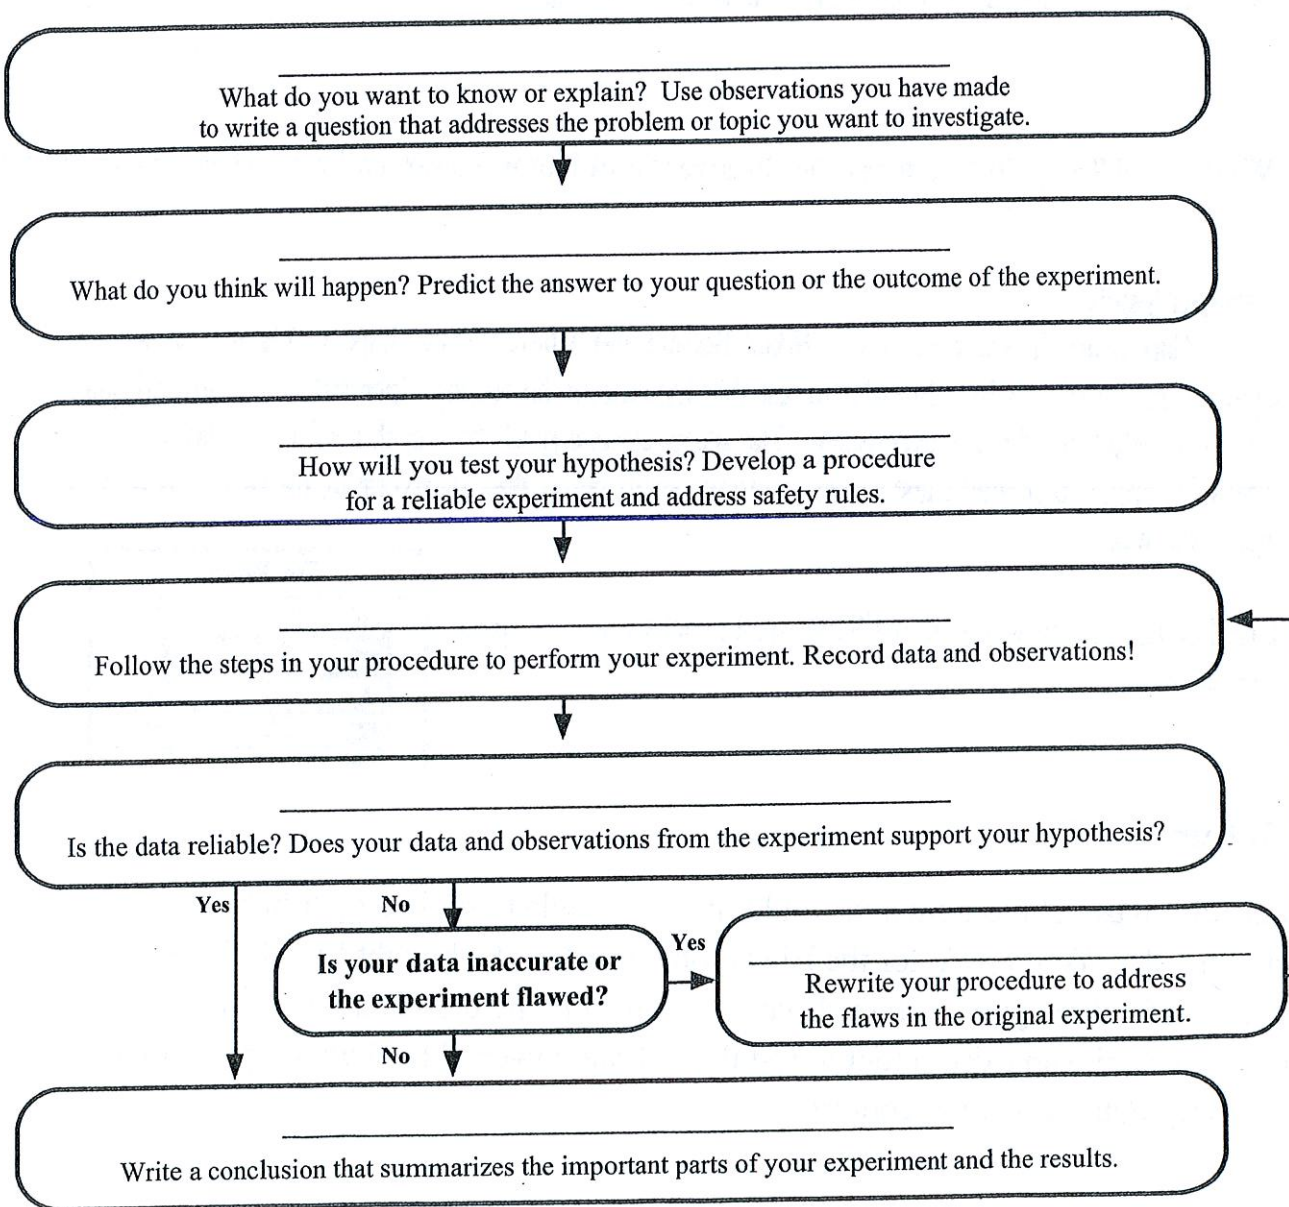 What do you want to know or explain? Use observations you have made
to write a question that addresses the problem or topic you want to investigate.
What do you think will happen? Predict the answer to your question or the outcome of the experiment.
How will you test your hypothesis? Develop a procedure
for a reliable experiment and address safety rules.
Follow the steps in your procedure to perform your experiment. Record data and observations!
Is the data reliable? Does your data and observations from the experiment support your hypothesis?
Yes
No
Is your data inaccurate or
the experiment flawed?
Yes
Rewrite your procedure to address
the flaws in the original experiment.
No
Write a conclusion that summarizes the important parts of your experiment and the results.